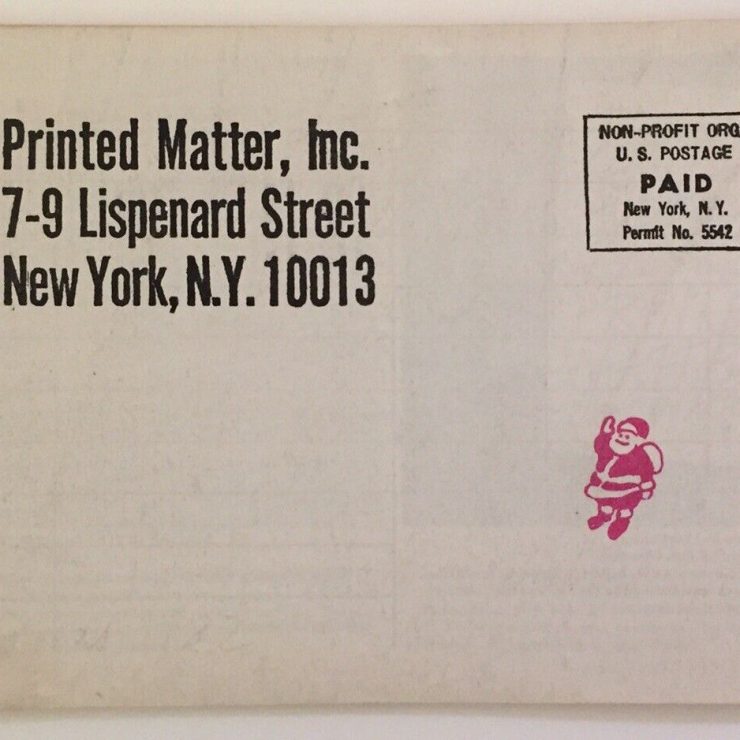 Printed Matter, Inc.
7-9 Lispenard Street
New York, N.Y. 10013
NON-PROFIT ORG
U. S. POSTAGE
PAID
New York, N. Y.
Permit No. 5542